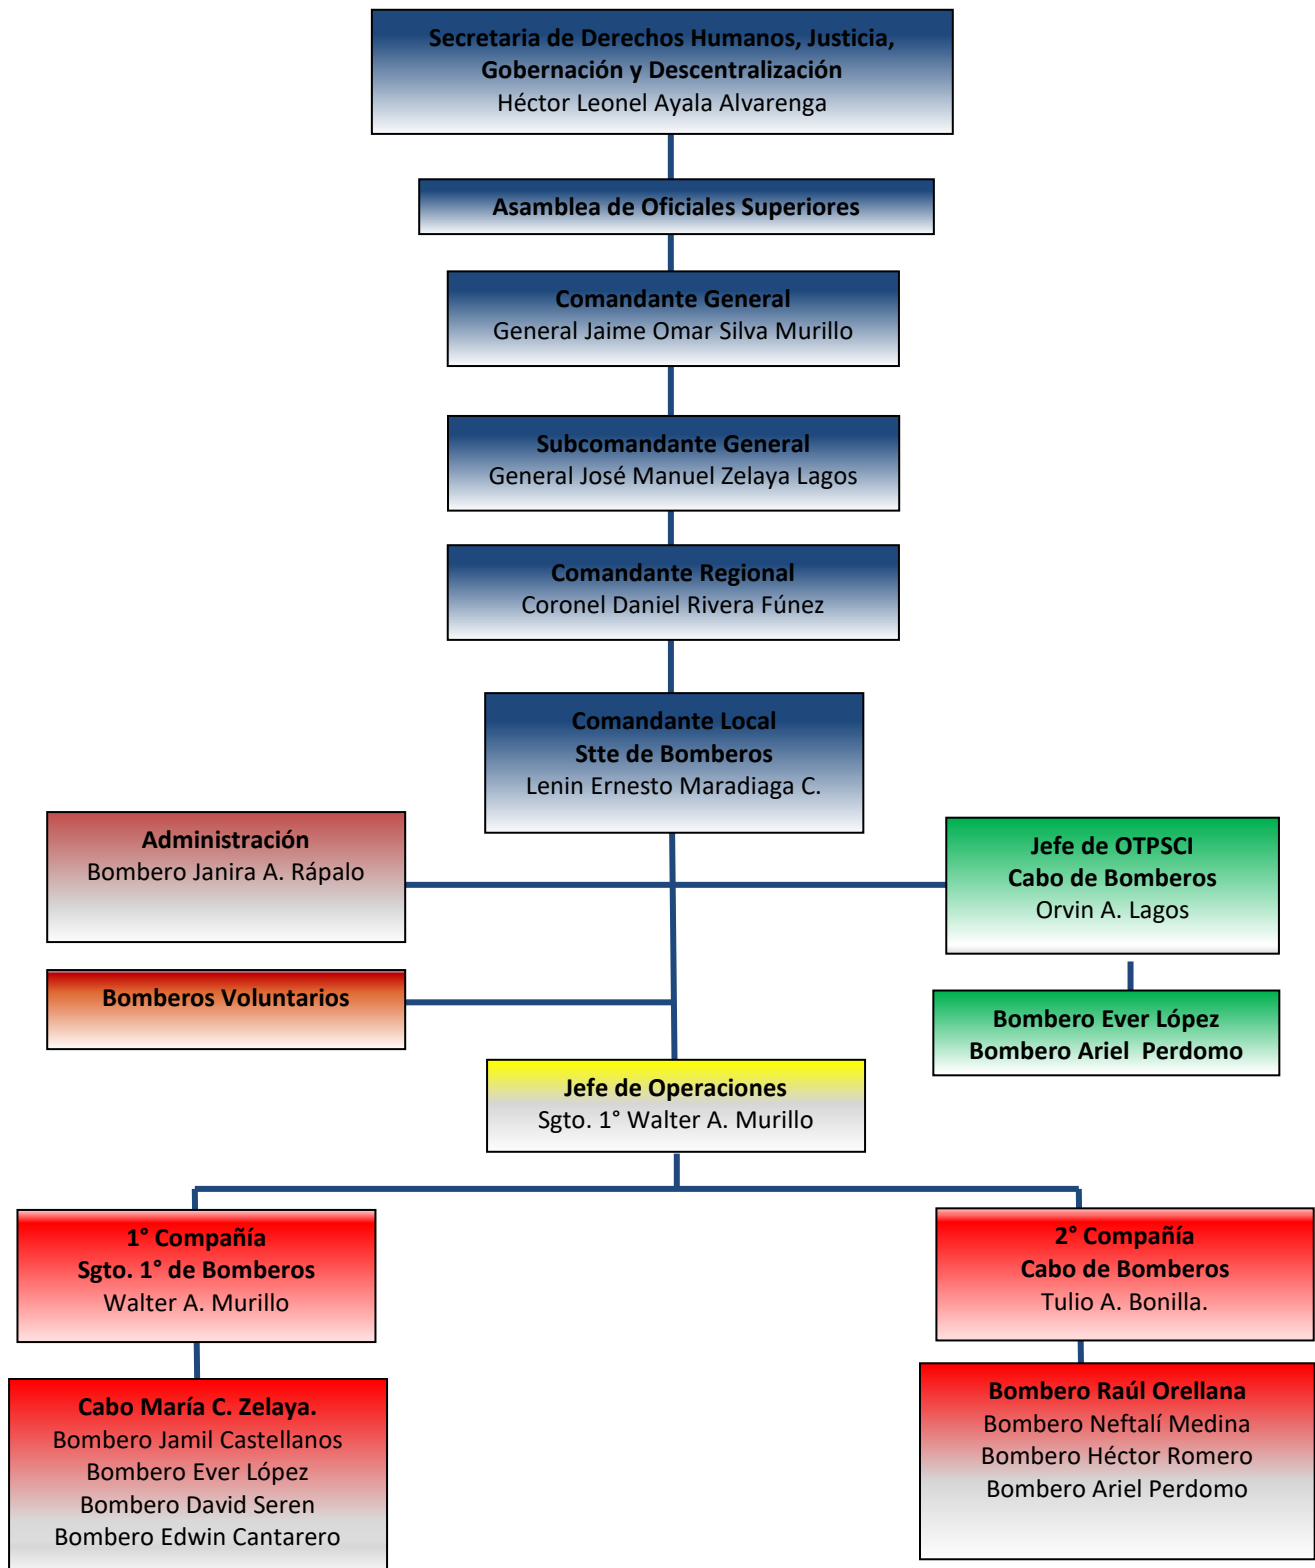 Secretaria de Derechos Humanos, Justicia,
Gobernación y Descentralización
Héctor Leonel Ayala Alvarenga
Asamblea de Oficiales Superiores
Comandante General
General Jaime Omar Silva Murillo
Subcomandante General
General José Manuel Zelaya Lagos
Comandante Regional
Coronel Daniel Rivera Fúnez
Comandante Local
Stte de Bomberos
Lenin Ernesto Maradiaga C.
Administración
Bombero Janira A. Rápalo
Jefe de OTPSCI
Cabo de Bomberos
Orvin A. Lagos
Bomberos Voluntarios
Bombero Ever López
Bombero Ariel  Perdomo
Jefe de Operaciones
Sgto. 1° Walter A. Murillo
1° Compañía
Sgto. 1° de Bomberos
Walter A. Murillo
2° Compañía
Cabo de Bomberos
Tulio A. Bonilla.
Cabo María C. Zelaya.
Bombero Jamil Castellanos
Bombero Ever López
Bombero David Seren
Bombero Edwin Cantarero
Bombero Raúl Orellana
Bombero Neftalí Medina
Bombero Héctor Romero
Bombero Ariel Perdomo